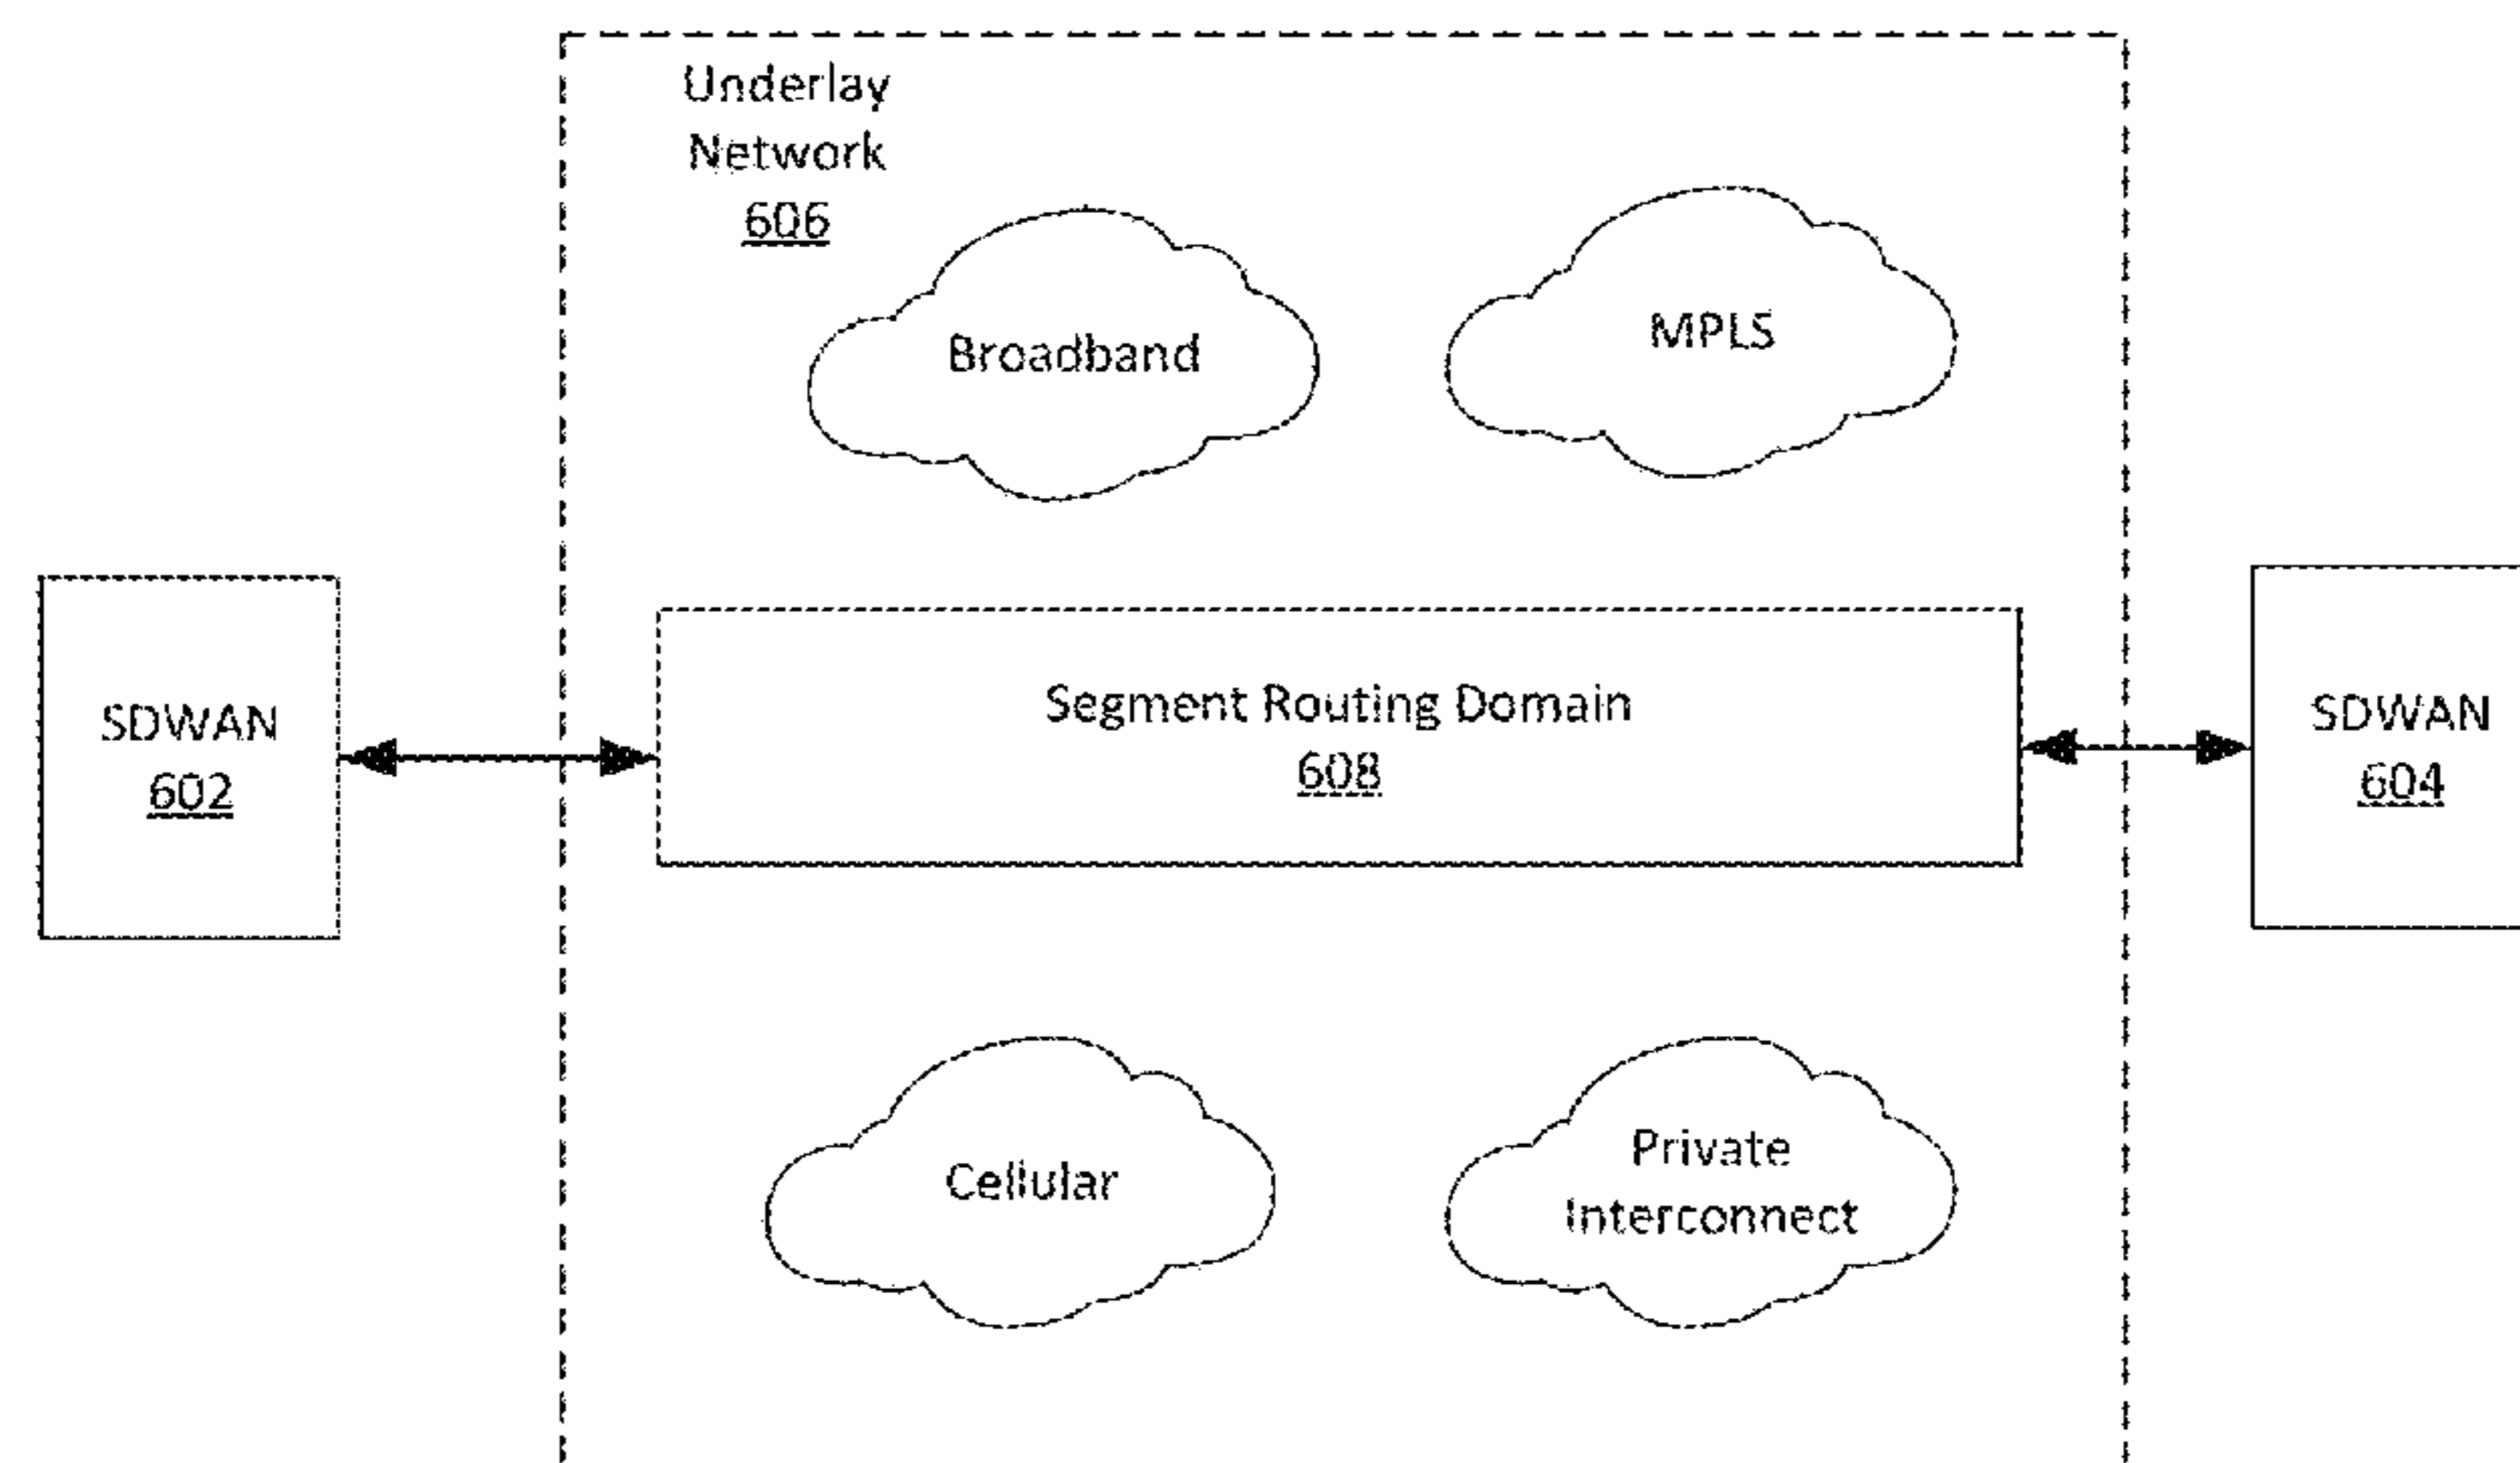 Underlay
Network
606
Broadband
MPLS
SDWAN
602
Segment Routing Domain
608
SDWAN
604
Cellular
Private
Interconnect